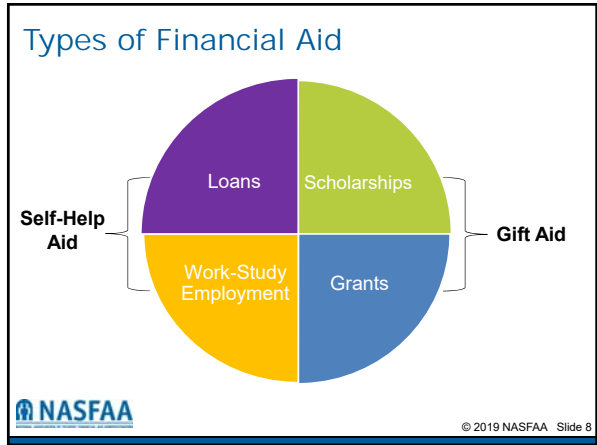 Types of Financial Aid
Loans
Scholarships
Self-Help
Aid
Gift Aid
Work-Study
Employment
Grants
NASFAA
© 2019 NASFAA Slide 8